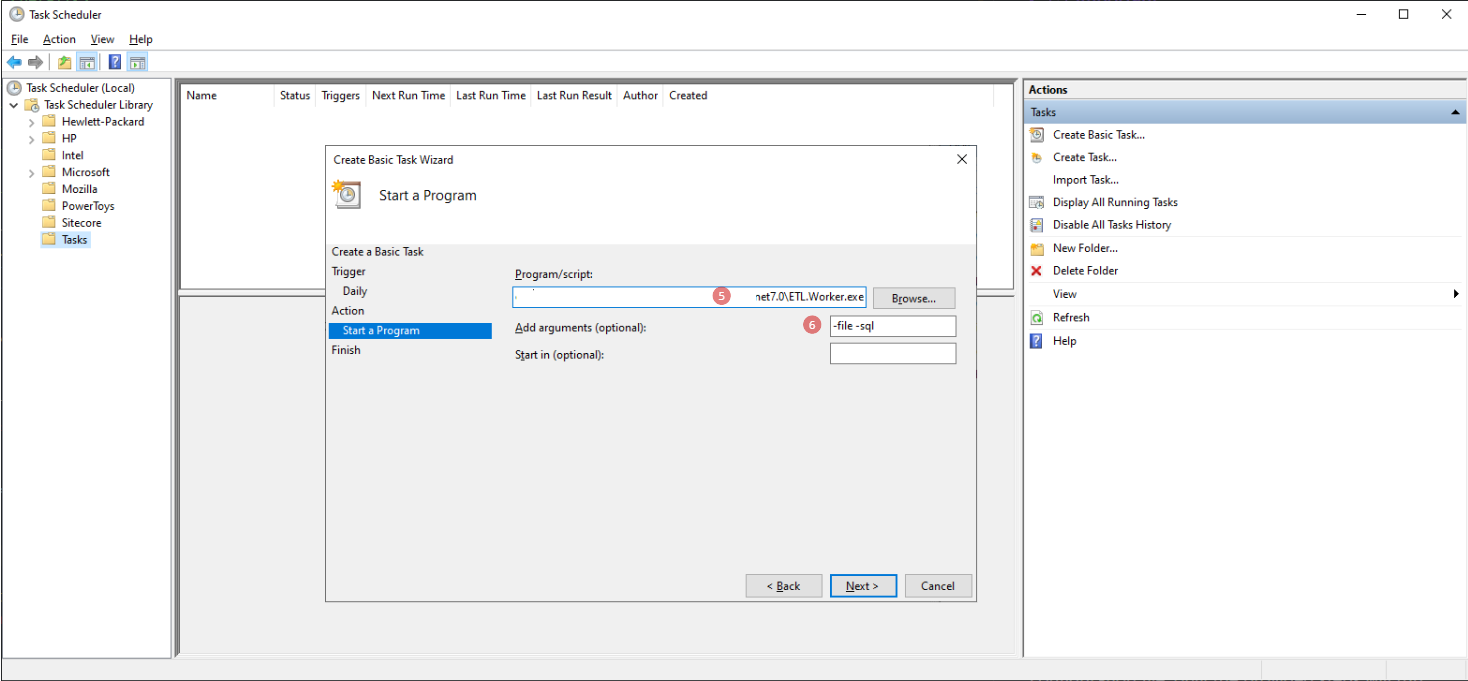 Task Scheduler
File Action View Help
Task Scheduler (Local)
Task Scheduler Library
Hewlett-Packard
HP
Intel
Microsoft
Mozilla
PowerToys
Sitecore
Tasks
Name Status Triggers Next Run Time Last Run Time Last Run Result Author Created
Create Basic Task Wizard
Start a Program
Create a Basic Task
Trigger
Daily
Action
Start a Program
Finish
Program/script:
5 net7.0\ETL.Worker.exe Browse...
Add arguments (optional): 6 -file -sql
Start in (optional):
< Back Next > Cancel
Actions
Tasks
Create Basic Task...
Create Task...
Import Task...
Display All Running Tasks
Disable All Tasks History
New Folder...
Delete Folder
View
Refresh
Help